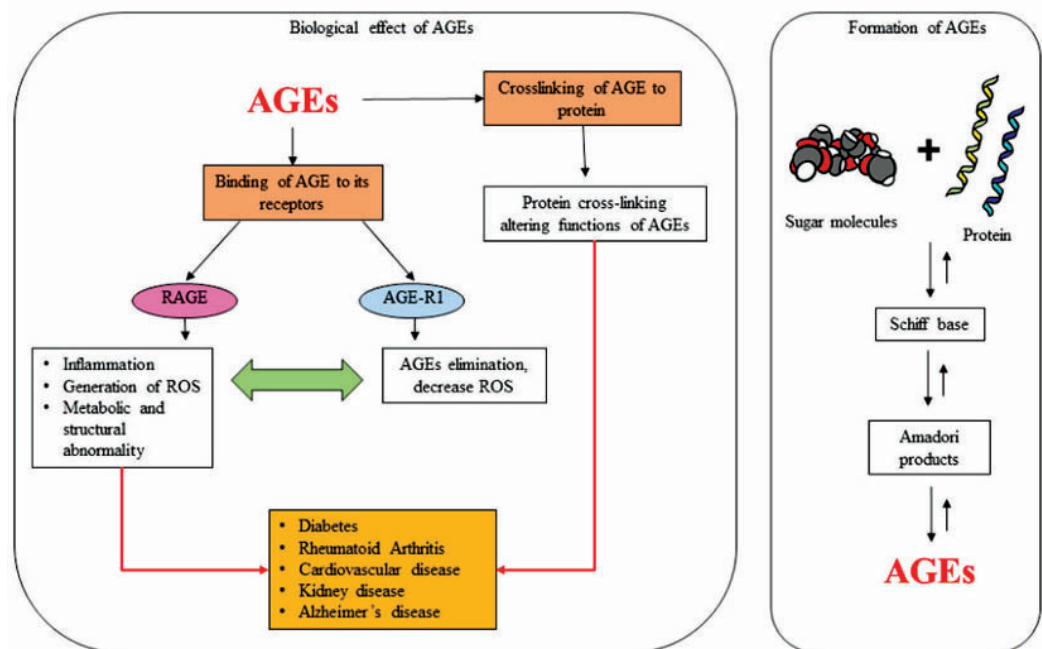 Biological effect of AGEs
AGEs
Crosslinking of AGE to
protein
Binding of AGE to its
receptors
Protein cross-linking
altering functions of AGEs
RAGE
AGE-R1
• Inflammation
• Generation of ROS
• Metabolic and
structural
abnormality
AGEs elimination,
decrease ROS
• Diabetes
• Rheumatoid Arthritis
• Cardiovascular disease
• Kidney disease
• Alzheimer's disease
Formation of AGEs
+
Sugar molecules
Protein
Schiff base
Amadori
products
AGEs